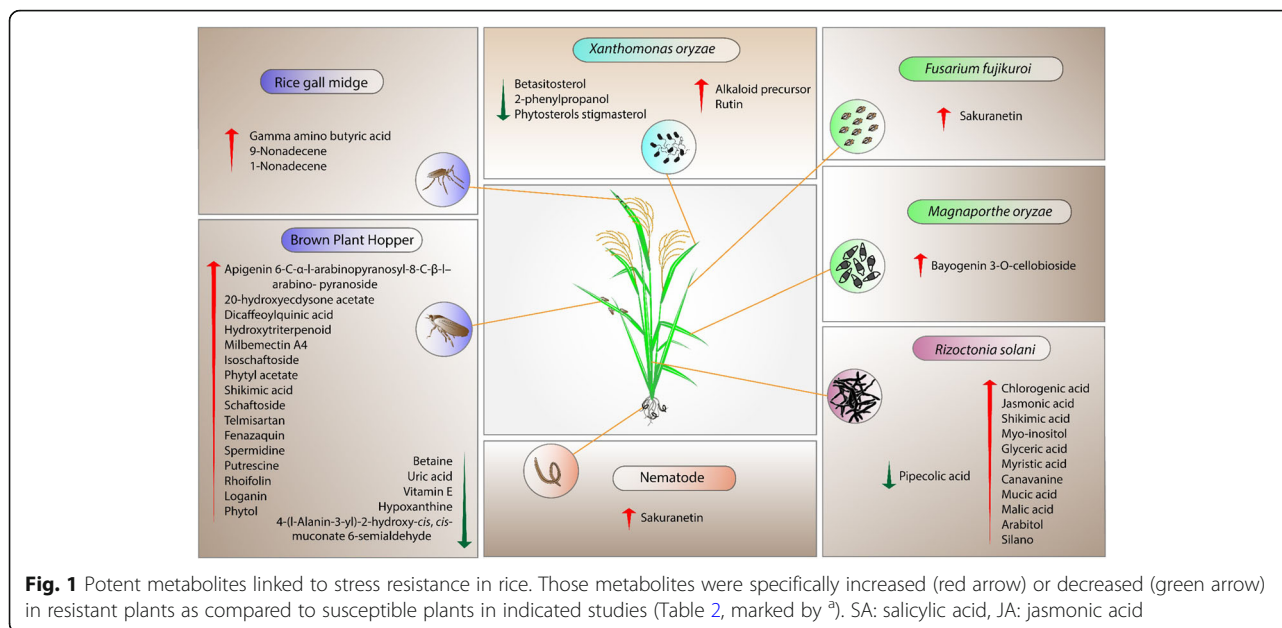 Rice gall midge
Gamma amino butyric acid
9-Nonadecene
1-Nonadecene
Xanthomonas oryzae
Betasitosterol
2-phenylpropanol
Phytosterols stigmasterol
Alkaloid precursor
Rutin
Fusarium fujikuroi
Sakuranetin
Brown Plant Hopper
Apigenin 6-C-α-l-arabinopyranosyl-8-C-β-l–
arabino- pyranoside
20-hydroxyecdysone acetate
Dicaffeoylquinic acid
Hydroxytriterpenoid
Milbemectin A4
Isoschaftoside
Phytyl acetate
Shikimic acid
Schaftoside
Telmisartan
Fenazaquin
Spermidine
Putrescine
Rhoifolin
Loganin
Phytol
Betaine
Uric acid
Vitamin E
Hypoxanthine
4-(l-Alanin-3-yl)-2-hydroxy-cis, cis-
muconate 6-semialdehyde
Magnaporthe oryzae
Bayogenin 3-O-cellobioside
Rizoctonia solani
Pipecolic acid
Chlorogenic acid
Jasmonic acid
Shikimic acid
Myo-inositol
Glyceric acid
Myristic acid
Canavanine
Mucic acid
Malic acid
Arabitol
Silano
Nematode
Sakuranetin
Fig. 1 Potent metabolites linked to stress resistance in rice. Those metabolites were specifically increased (red arrow) or decreased (green arrow)
in resistant plants as compared to susceptible plants in indicated studies (Table 2, marked by ª). SA: salicylic acid, JA: jasmonic acid